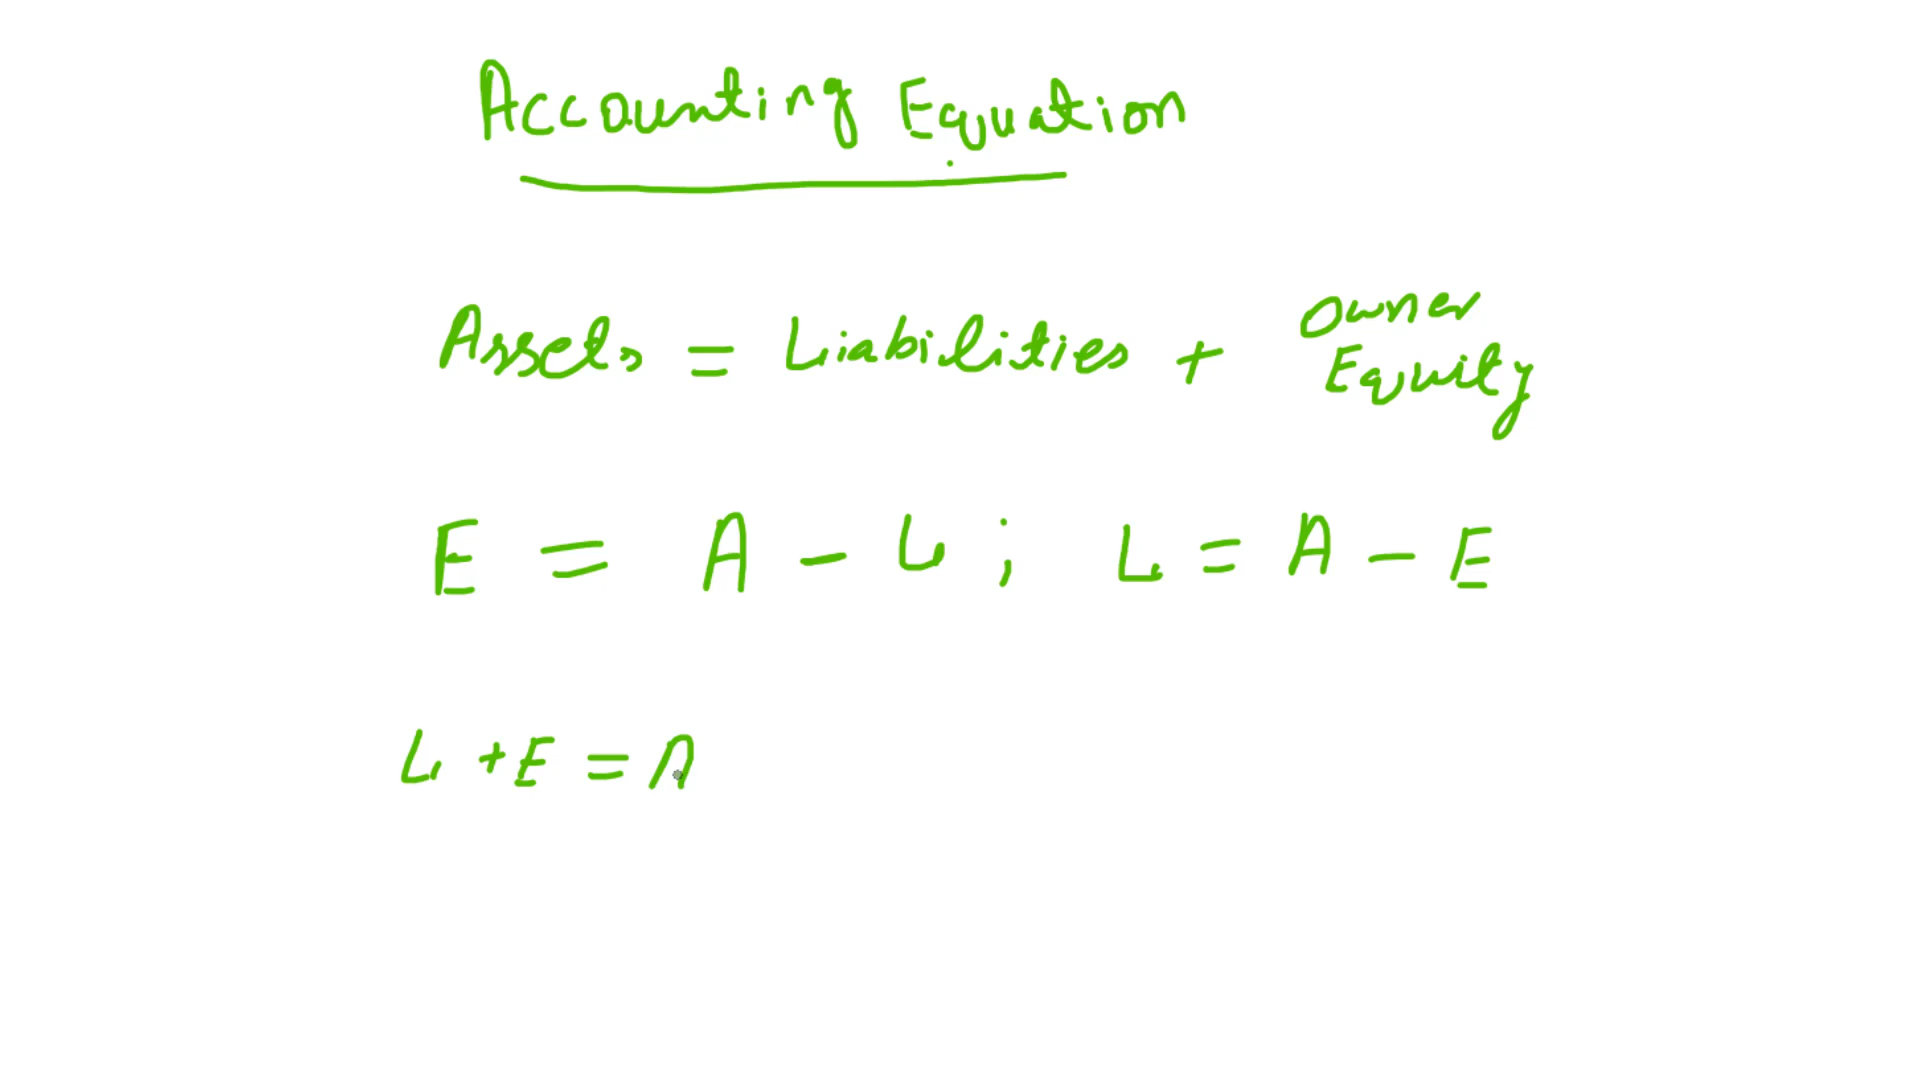 Accounting Equation
Assets = Liabilities + Owner Equity
E = A - L ; L = A - E
L + E = A